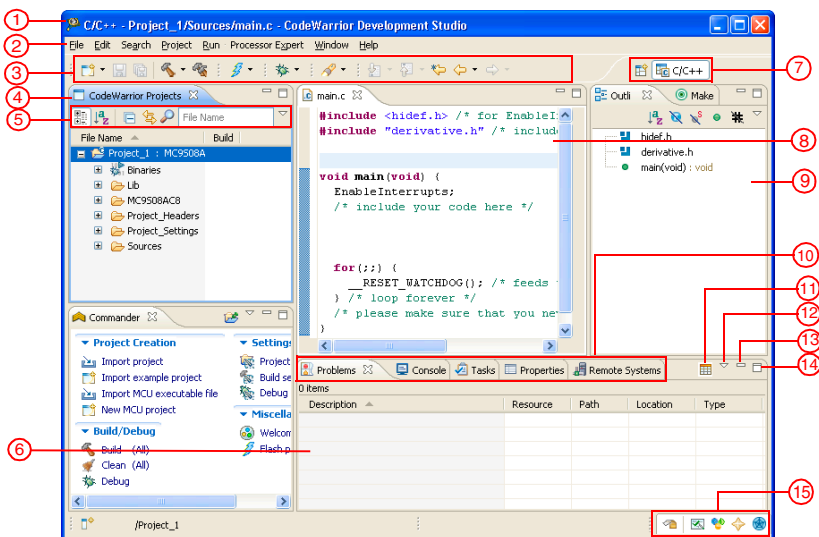 1
C/C++ - Project_1/Sources/main.c - CodeWarrior Development Studio
2
File Edit Search Project Run Processor Expert Window Help
3
C/C++
7
4
CodeWarrior Projects
main.c
Outli
Make
5
File Name
File Name
Build
Project_1 : MC9508A
Binaries
Lib
MC9508AC8
Project_Headers
Project_Settings
Sources
#include <hidef.h> /* for EnableI
#include "derivative.h" /* include
void main(void) {
EnableInterrupts;
/* include your code here */
for(;;) {
__RESET_WATCHDOG(); /* feeds
} /* loop forever */
/* please make sure that you nev
}
8
hidef.h
derivative.h
main(void) : void
9
10
11
12
13
14
Commander
Project Creation
Import project
Import example project
Import MCU executable file
New MCU project
Build/Debug
Build (All)
Clean (All)
Debug
Settings
Project
Build se
Debug
Miscella
Welcom
Flash p
Problems
Console
Tasks
Properties
Remote Systems
0 items
Description
Resource
Path
Location
Type
6
15
/Project_1